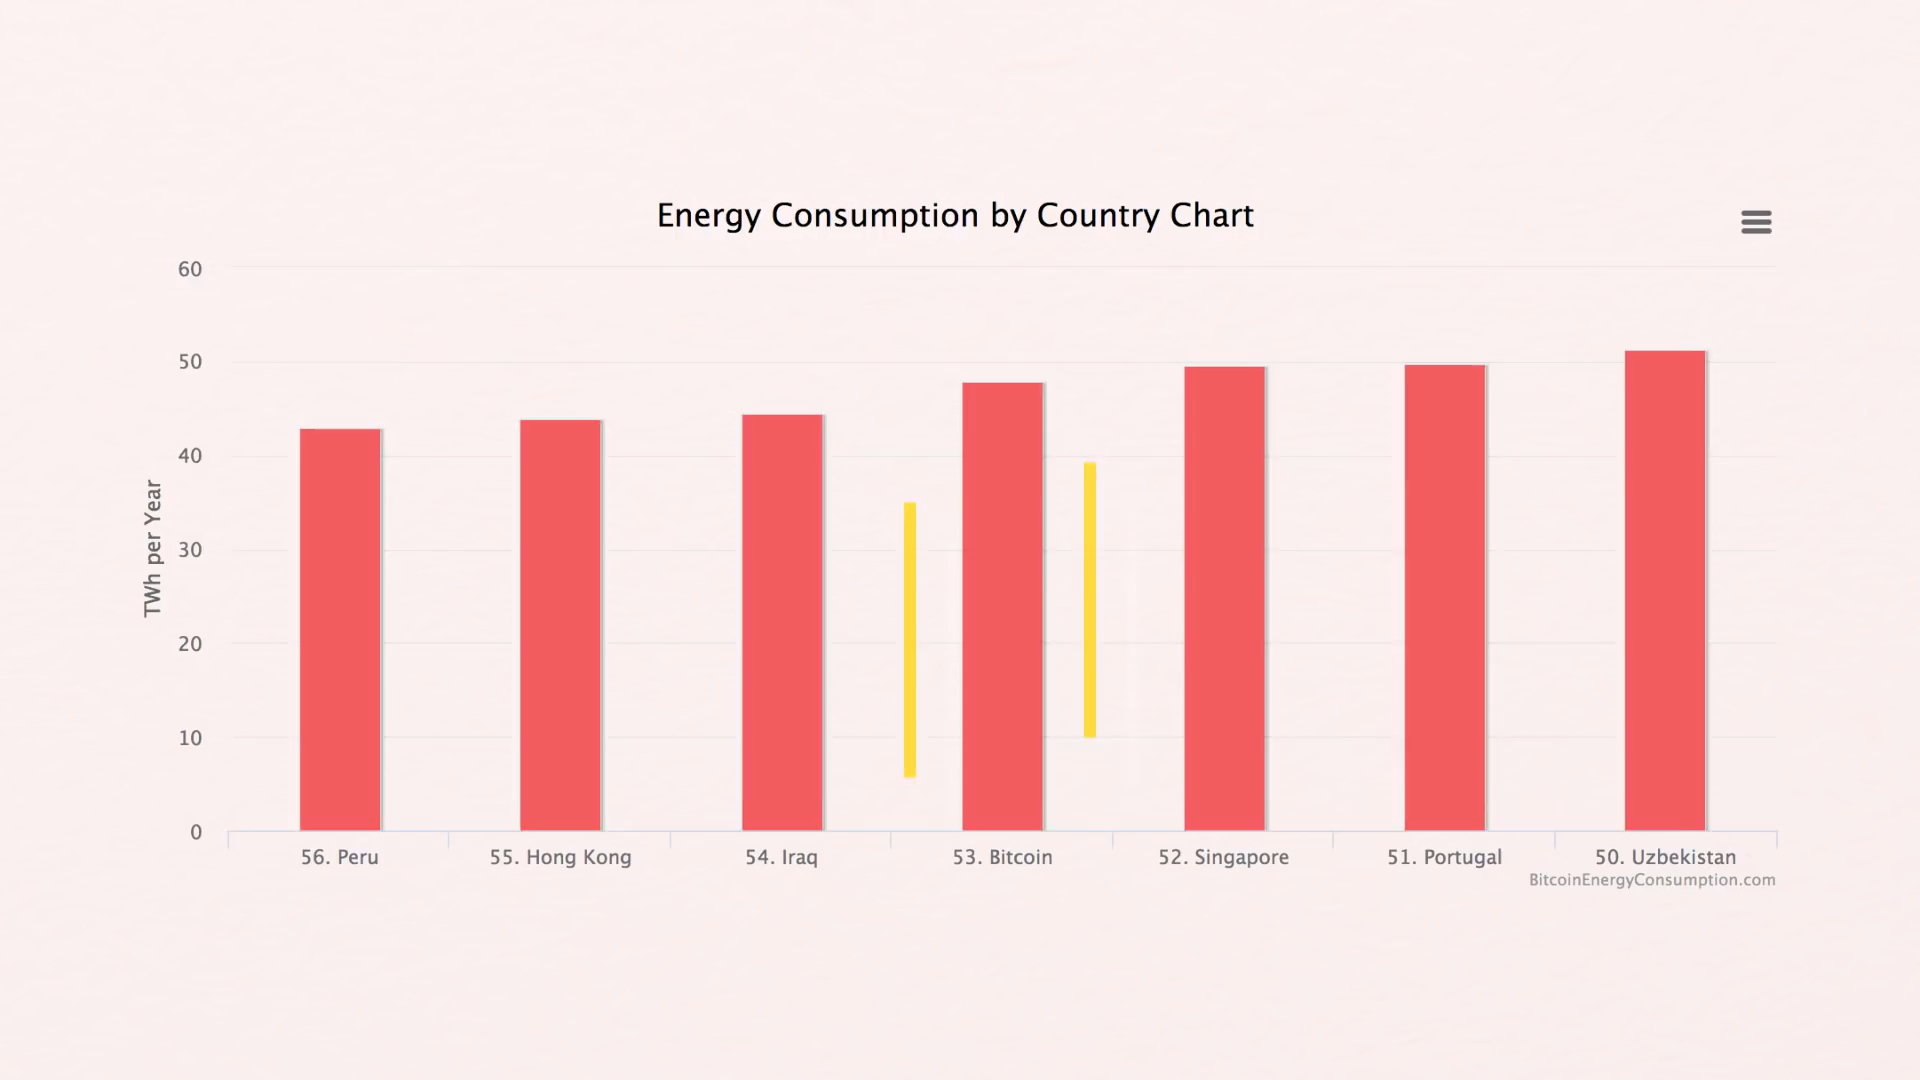 Energy Consumption by Country Chart
60
50
40
30
20
10
0
TWh per Year
56. Peru
55. Hong Kong
54. Iraq
53. Bitcoin
52. Singapore
51. Portugal
50. Uzbekistan
BitcoinEnergyConsumption.com